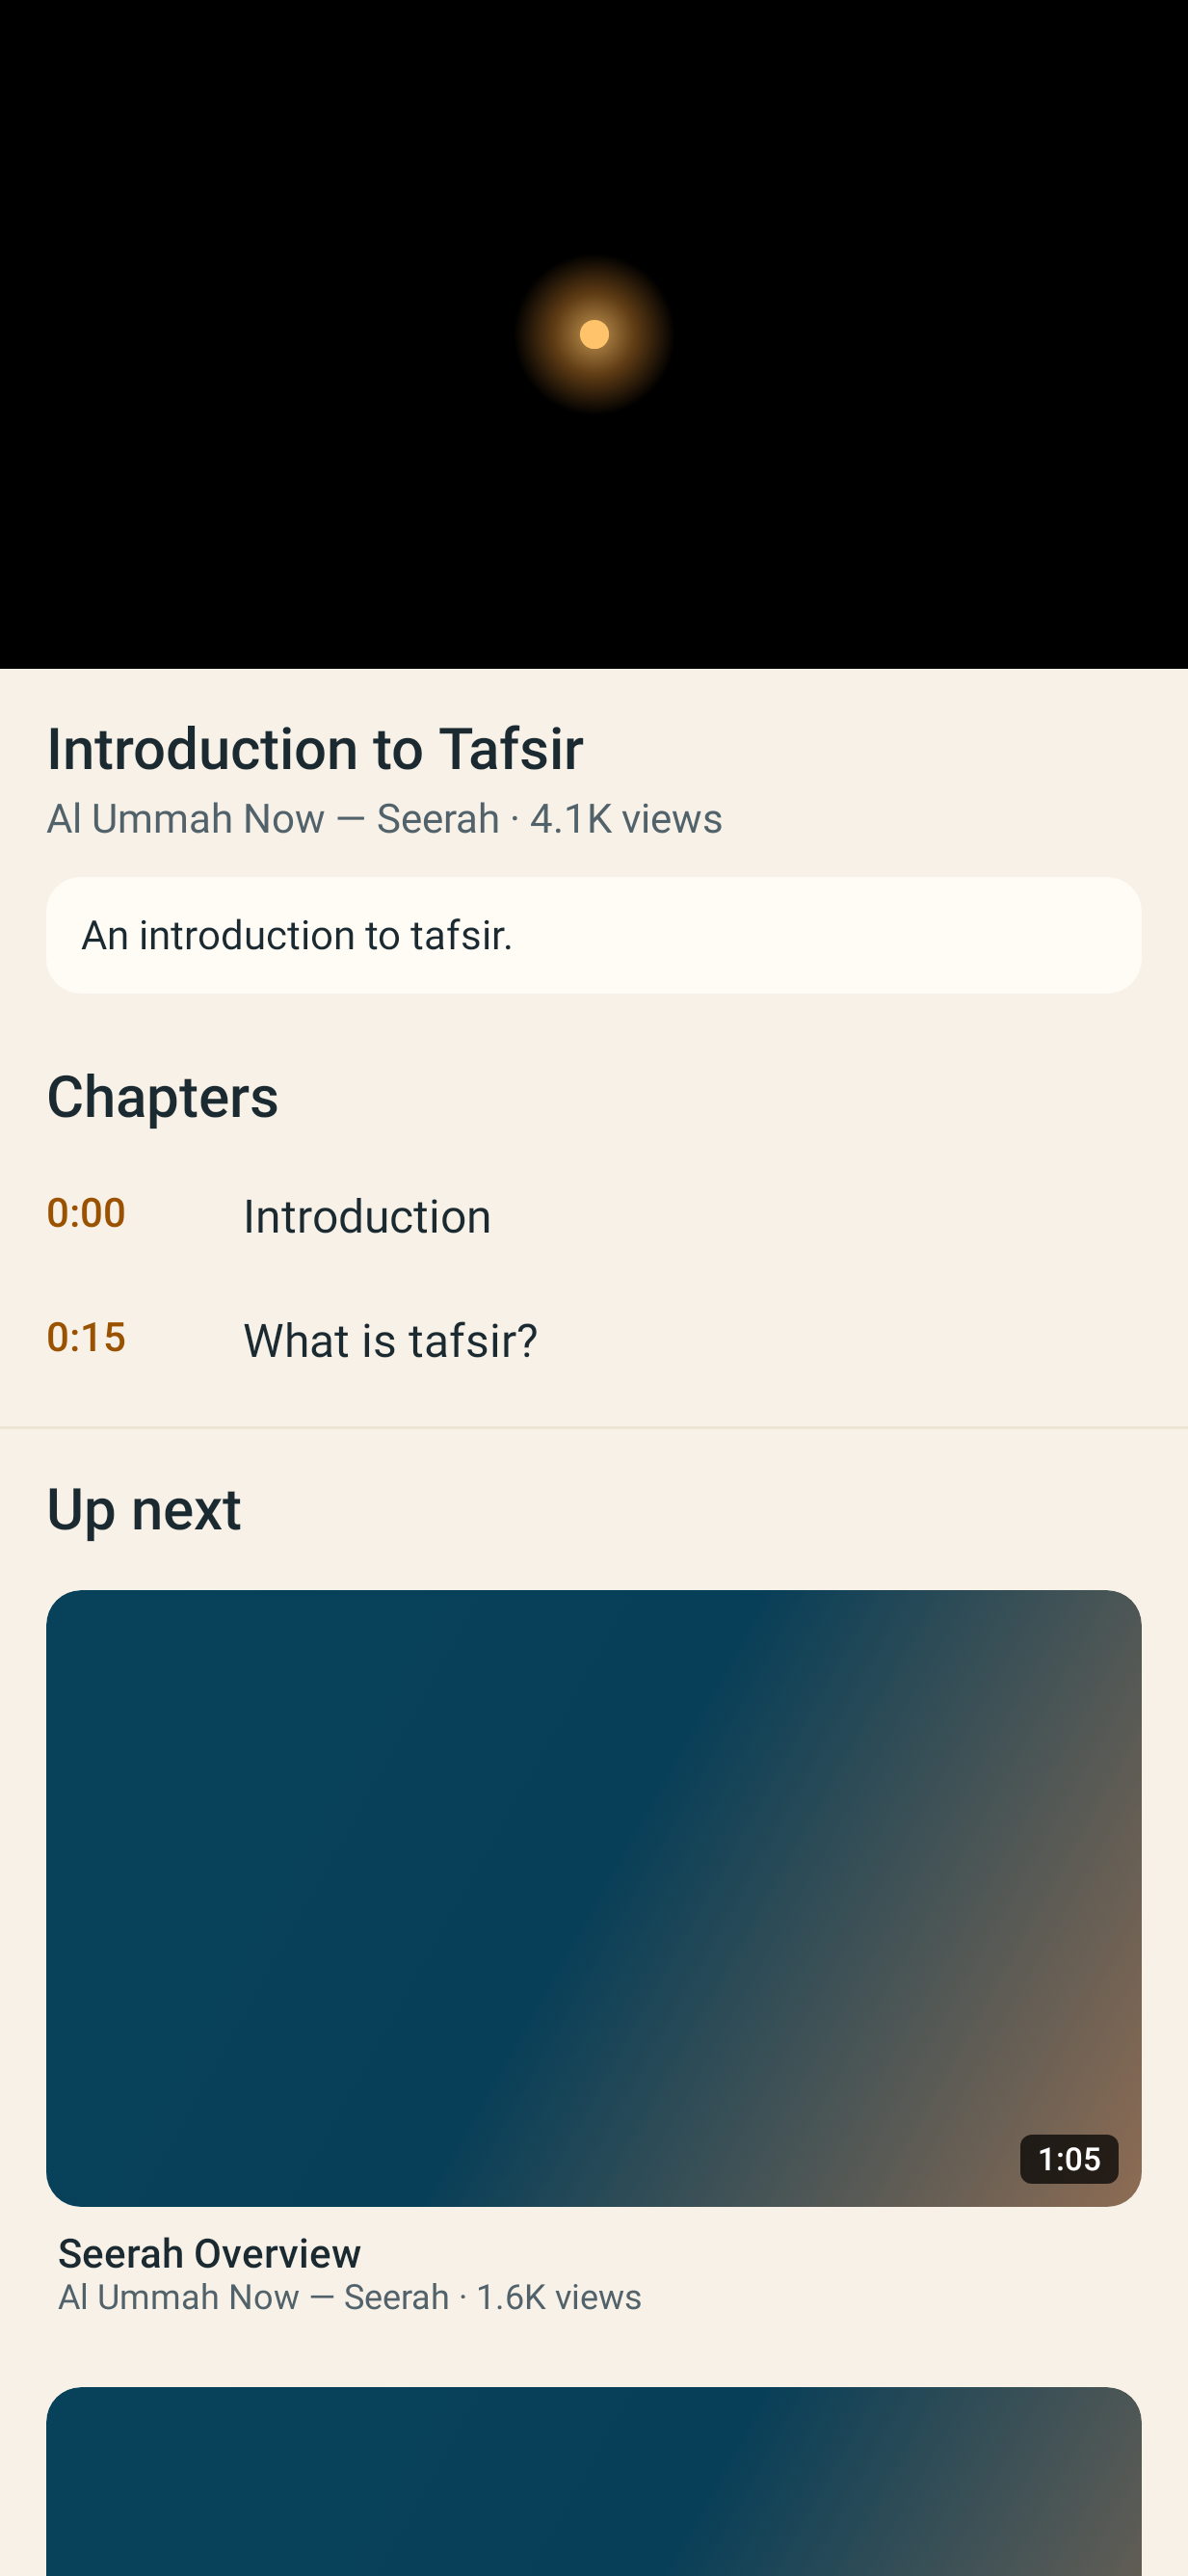 Introduction to Tafsir
Al Ummah Now — Seerah · 4.1K views
An introduction to tafsir.
Chapters
0:00 Introduction
0:15 What is tafsir?
Up next
1:05
Seerah Overview
Al Ummah Now — Seerah · 1.6K views